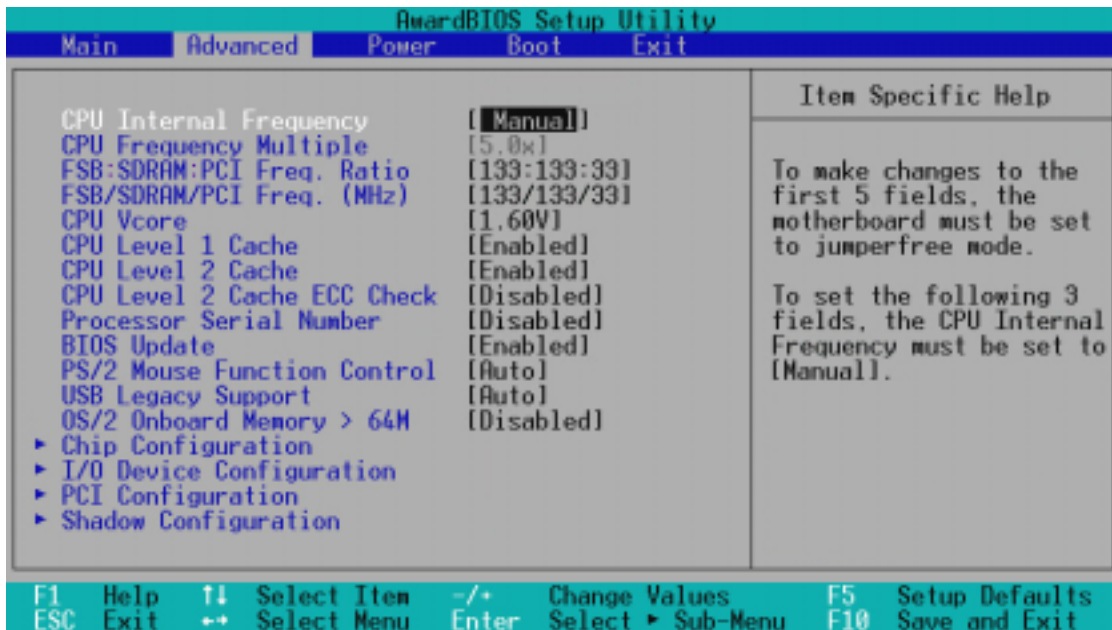 AwardBIOS Setup Utility
Main Advanced Power Boot Exit
CPU Internal Frequency [ Manual]
CPU Frequency Multiple [5.0x]
FSB:SDRAM:PCI Freq. Ratio [133:133:33]
FSB/SDRAM/PCI Freq. (MHz) [133/133/33]
CPU Vcore [1.60V]
CPU Level 1 Cache [Enabled]
CPU Level 2 Cache [Enabled]
CPU Level 2 Cache ECC Check [Disabled]
Processor Serial Number [Disabled]
BIOS Update [Enabled]
PS/2 Mouse Function Control [Auto]
USB Legacy Support [Auto]
OS/2 Onboard Memory > 64M [Disabled]
► Chip Configuration
► I/O Device Configuration
► PCI Configuration
► Shadow Configuration
Item Specific Help
To make changes to the
first 5 fields, the
motherboard must be set
to jumperfree mode.
To set the following 3
fields, the CPU Internal
Frequency must be set to
[Manual].
F1 Help ↑↓ Select Item -/+ Change Values F5 Setup Defaults
ESC Exit ←→ Select Menu Enter Select ► Sub-Menu F10 Save and Exit